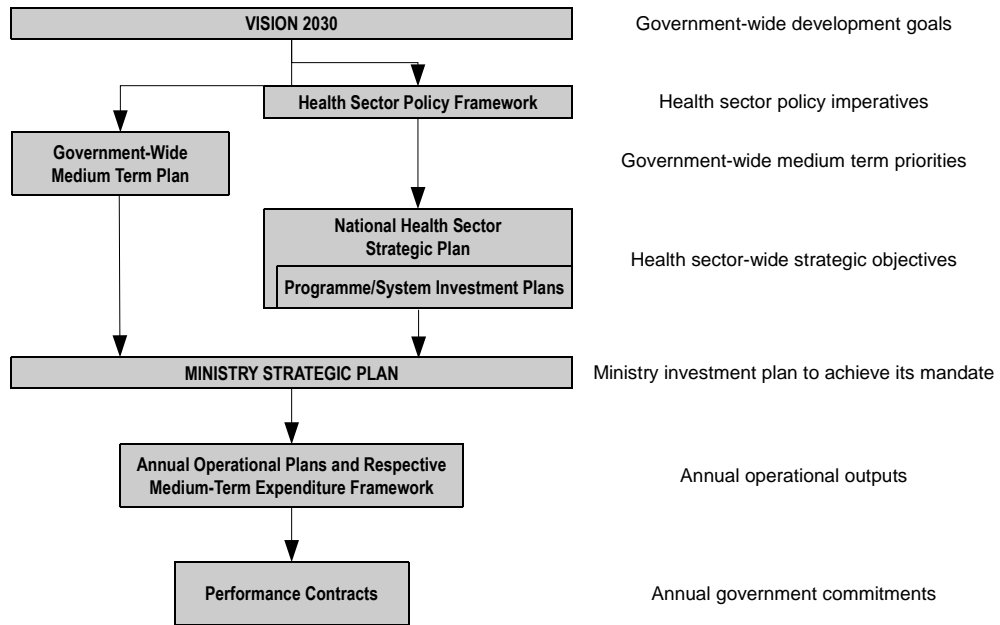 VISION 2030
Government-wide development goals
Health Sector Policy Framework
Health sector policy imperatives
Government-Wide
Medium Term Plan
Government-wide medium term priorities
National Health Sector
Strategic Plan
Programme/System Investment Plans
Health sector-wide strategic objectives
MINISTRY STRATEGIC PLAN
Ministry investment plan to achieve its mandate
Annual Operational Plans and Respective
Medium-Term Expenditure Framework
Annual operational outputs
Performance Contracts
Annual government commitments